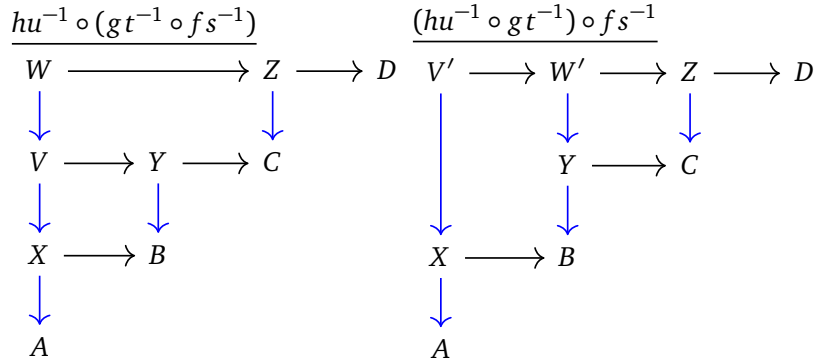 hu⁻¹ ∘ (gt⁻¹ ∘ fs⁻¹)
W Z D
V Y C
X B
A
(hu⁻¹ ∘ gt⁻¹) ∘ fs⁻¹
V′ W′ Z D
Y C
X B
A